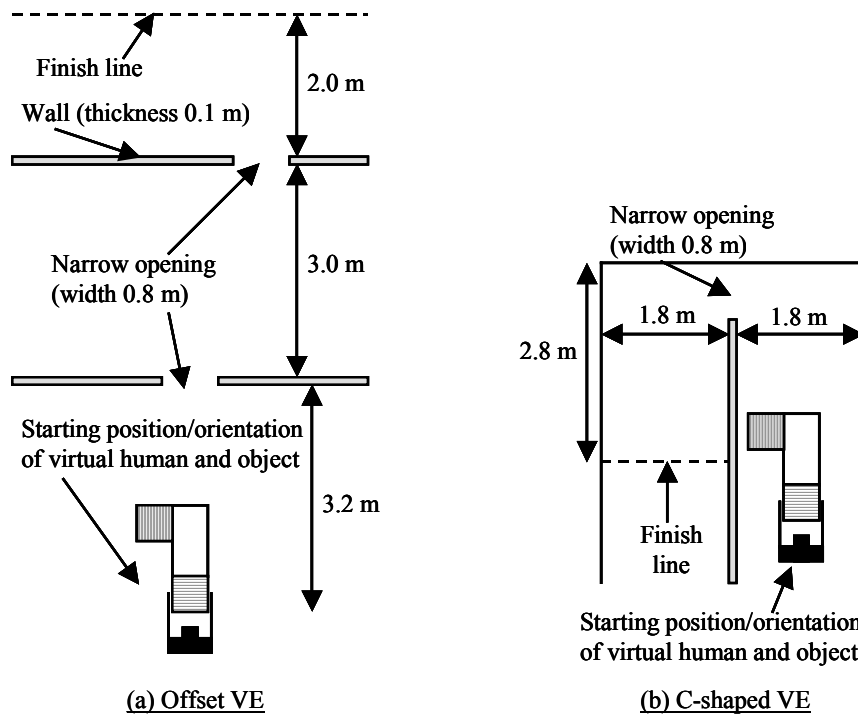 Finish line
2.0 m
Wall (thickness 0.1 m)
Narrow opening
(width 0.8 m)
3.0 m
Starting position/orientation
of virtual human and object
3.2 m
(a) Offset VE
Narrow opening
(width 0.8 m)
1.8 m
1.8 m
2.8 m
Finish
line
Starting position/orientation
of virtual human and object
(b) C-shaped VE